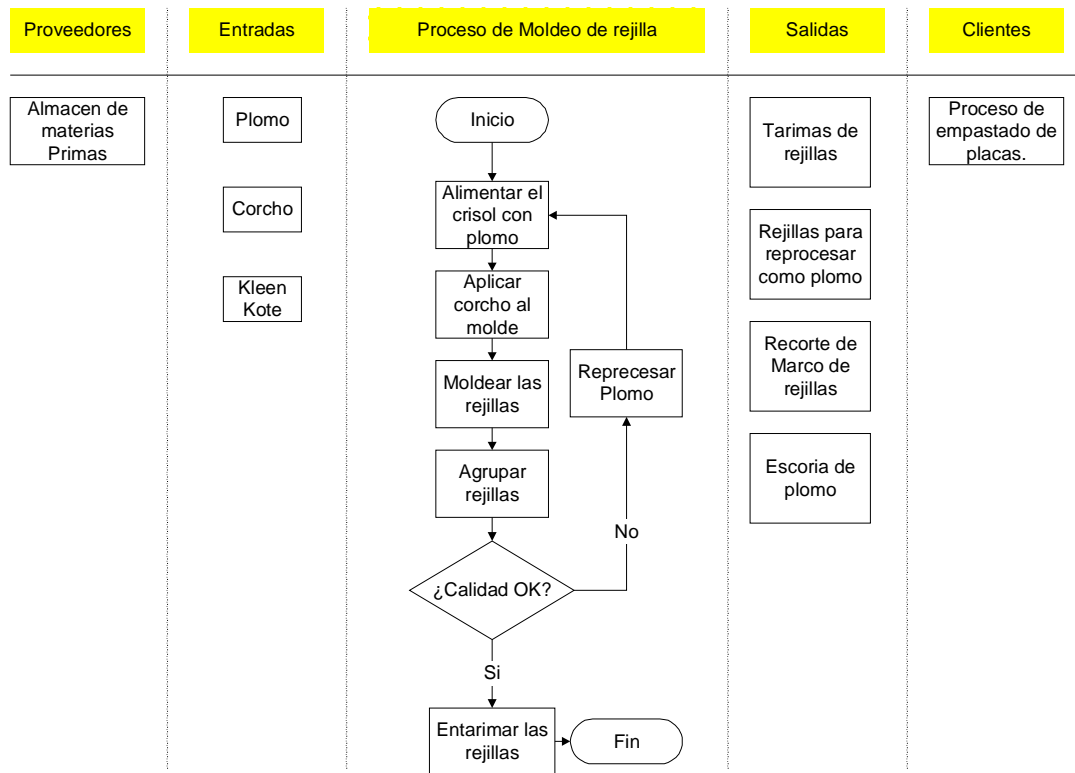 Proveedores
Entradas
Proceso de Moldeo de rejilla
Salidas
Clientes
Almacen de
materias
Primas
Plomo
Corcho
Kleen
Kote
Inicio
Alimentar el
crisol con
plomo
Aplicar
corcho al
molde
Moldear las
rejillas
Reprecesar
Plomo
Agrupar
rejillas
No
¿Calidad OK?
Si
Entarimar las
rejillas
Fin
Tarimas de
rejillas
Rejillas para
reprocesar
como plomo
Recorte de
Marco de
rejillas
Escoria de
plomo
Proceso de
empastado de
placas.